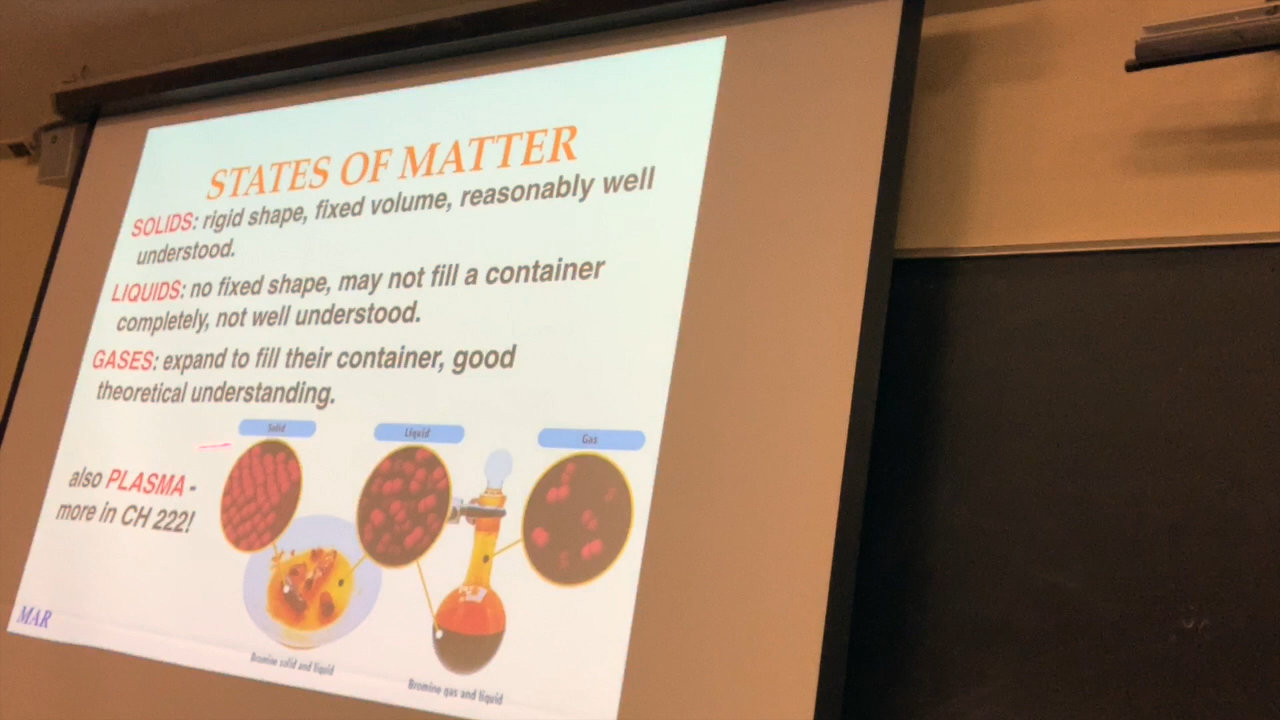 STATES OF MATTER
SOLIDS: rigid shape, fixed volume, reasonably well
understood.
LIQUIDS: no fixed shape, may not fill a container
completely, not well understood.
GASES: expand to fill their container, good
theoretical understanding.
Solid
Liquid
Gas
also PLASMA -
more in CH 222!
MAR
Bromine solid and liquid
Bromine gas and liquid